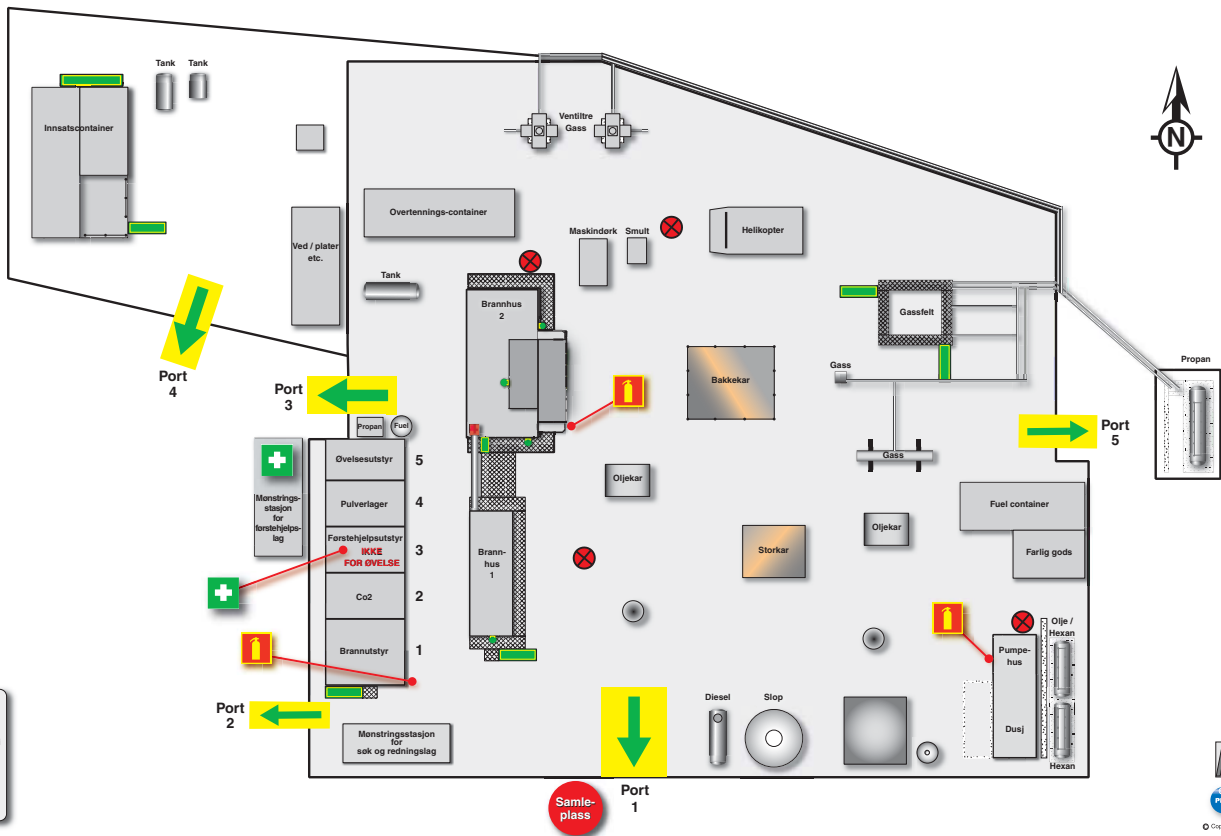 Tank
Tank
Innsatscontainer
Ventiltre
Gass
N
Overtennings-container
Ved / plater
etc.
Maskindørk
Smult
Helikopter
Tank
Brannhus
2
Gassfelt
Port
4
Port
3
Bakkekar
Gass
Propan
Port
5
Propan
Fuel
Gass
Øvelsesutstyr
5
Mønstrings-
stasjon
for
førstehjelps-
lag
Pulverlager
4
Oljekar
Fuel container
Førstehjelpsutstyr
IKKE
FOR ØVELSE
3
Brann-
hus
1
Storkar
Oljekar
Farlig gods
Co2
2
Brannutstyr
1
Olje /
Hexan
Pumpe-
hus
Port
2
Mønstringsstasjon
for
søk og redningslag
Diesel
Slop
Dusj
Hexan
Samle-
plass
Port
1